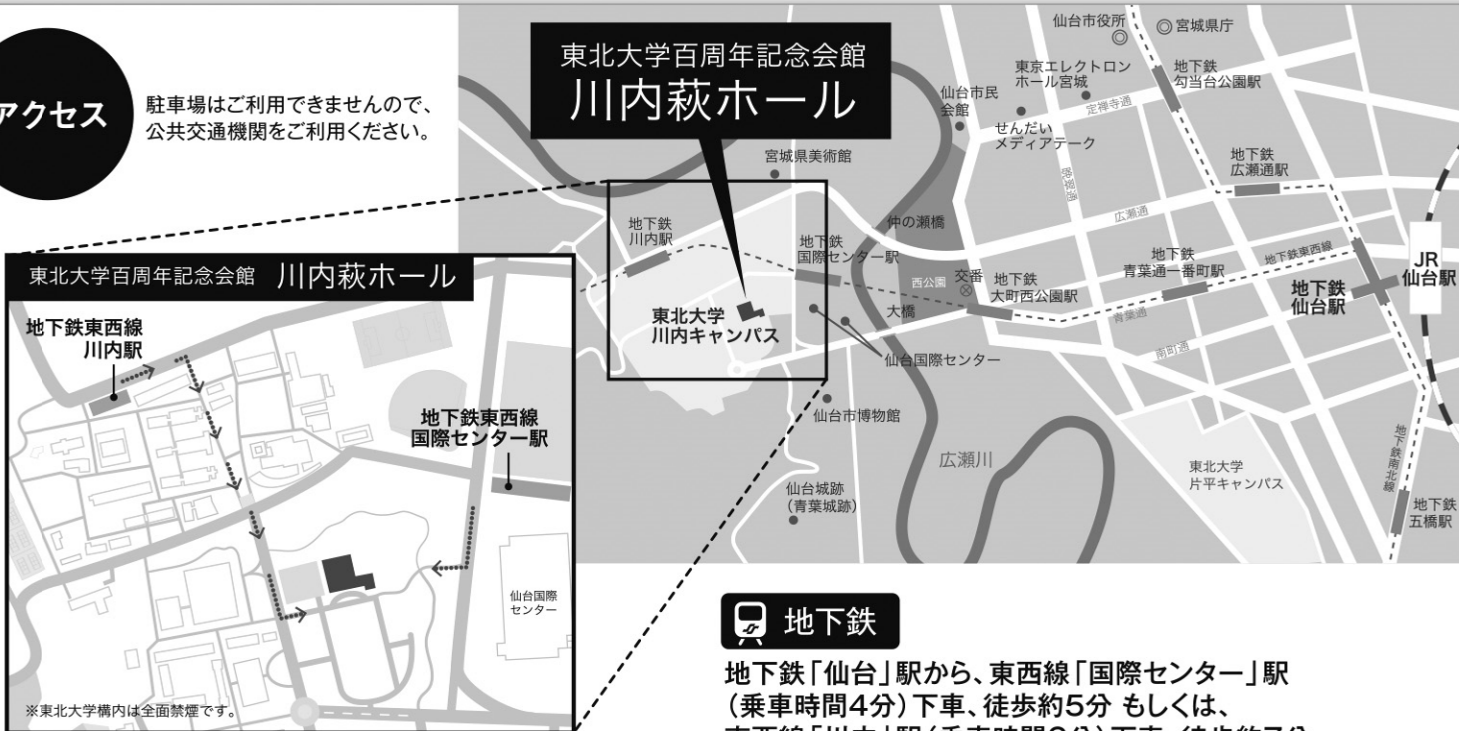 アクセス
駐車場はご利用できませんので、
公共交通機関をご利用ください。
東北大学百周年記念会館
川内萩ホール
仙台市役所
宮城県庁
東京エレクトロン
ホール宮城
地下鉄
勾当台公園駅
仙台市民
会館
定禅寺通
せんだい
メディアテーク
宮城県美術館
晩翠通
地下鉄
広瀬通駅
広瀬通
仲の瀬橋
地下鉄
川内駅
地下鉄
国際センター駅
西公園
交番
地下鉄
大町西公園駅
地下鉄
青葉通一番町駅
地下鉄東西線
地下鉄
仙台駅
JR
仙台駅
東北大学
川内キャンパス
大橋
青葉通
南町通
仙台国際センター
仙台市博物館
広瀬川
仙台城跡
(青葉城跡)
東北大学
片平キャンパス
地下鉄南北線
地下鉄
五橋駅
東北大学百周年記念会館 川内萩ホール
地下鉄東西線
川内駅
地下鉄東西線
国際センター駅
仙台国際
センター
※東北大学構内は全面禁煙です。
地下鉄
地下鉄「仙台」駅から、東西線「国際センター」駅
(乗車時間4分)下車、徒歩約5分 もしくは、